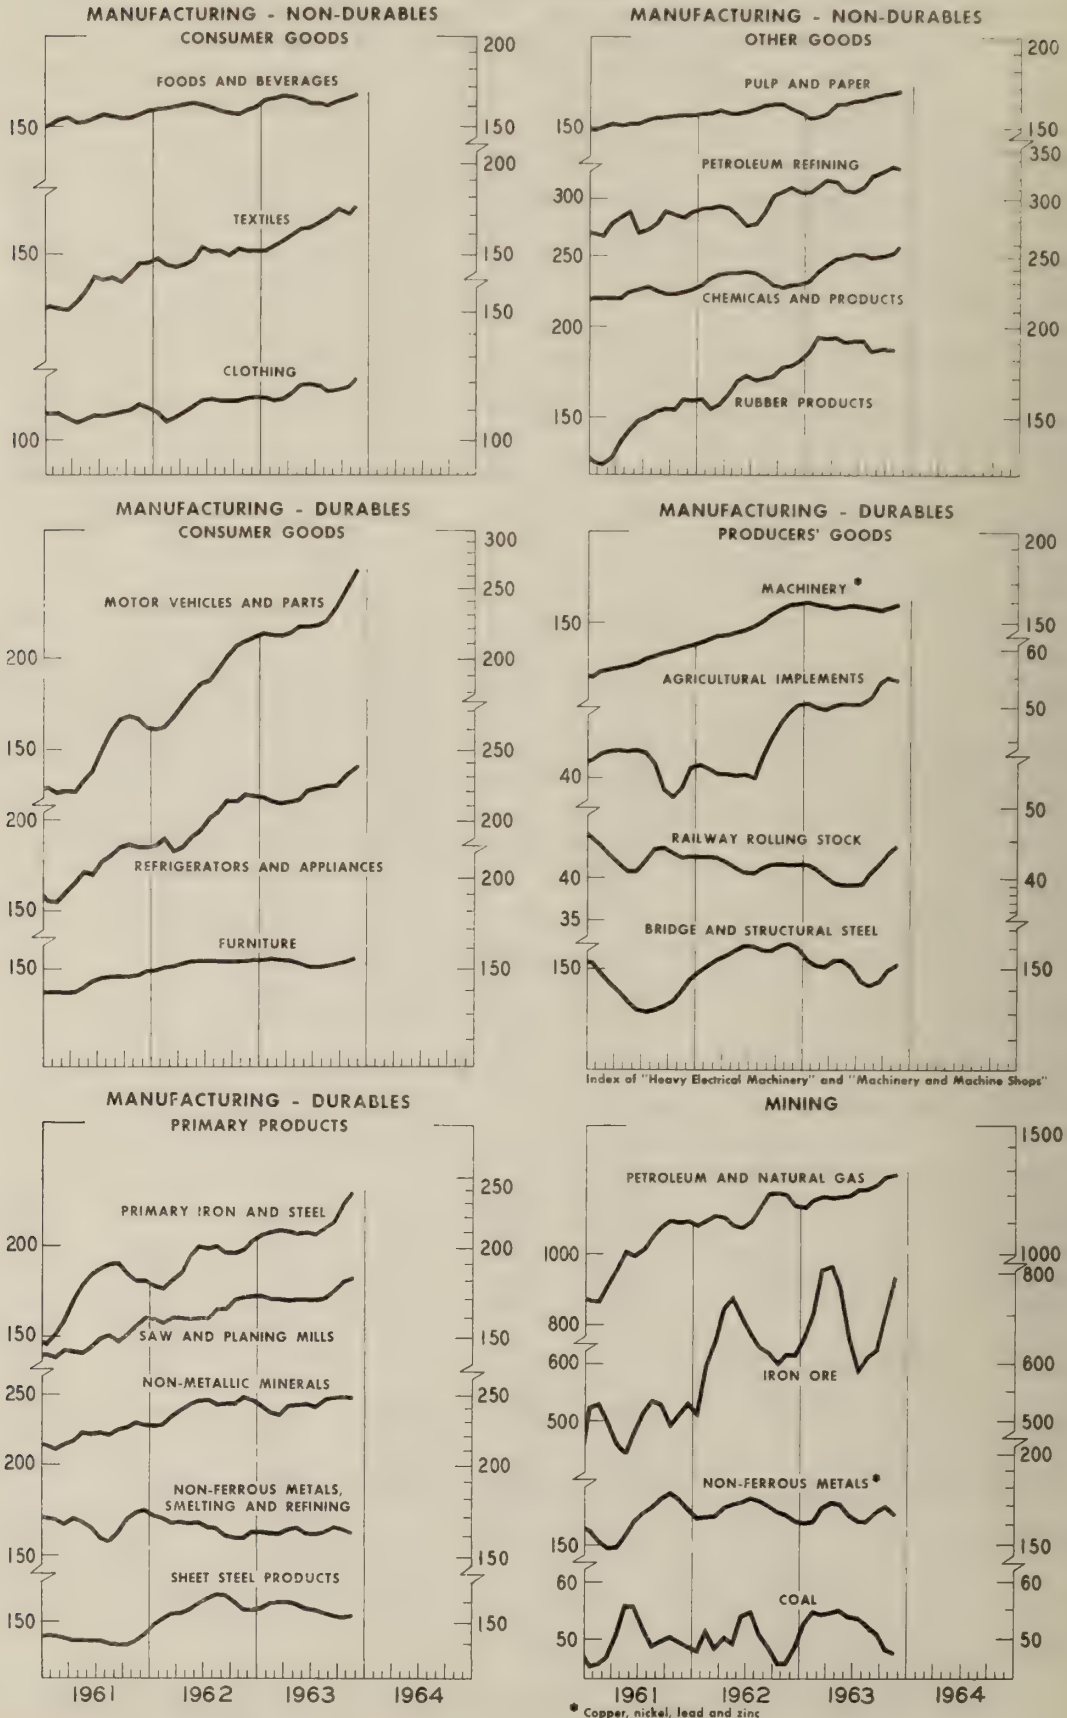 MANUFACTURING - NON-DURABLES
CONSUMER GOODS
200
FOODS AND BEVERAGES
150
150
200
TEXTILES
150
150
150
CLOTHING
100
100
MANUFACTURING - NON-DURABLES
OTHER GOODS
200
PULP AND PAPER
150
150
350
PETROLEUM REFINING
300
300
250
250
CHEMICALS AND PRODUCTS
200
200
RUBBER PRODUCTS
150
150
MANUFACTURING - DURABLES
CONSUMER GOODS
300
250
MOTOR VEHICLES AND PARTS
200
200
150
250
200
200
REFRIGERATORS AND APPLIANCES
200
150
FURNITURE
150
150
MANUFACTURING - DURABLES
PRODUCERS' GOODS
200
MACHINERY *
150
150
60
AGRICULTURAL IMPLEMENTS
50
40
50
RAILWAY ROLLING STOCK
40
40
35
BRIDGE AND STRUCTURAL STEEL
150
150
Index of "Heavy Electrical Machinery" and "Machinery and Machine Shops"
MANUFACTURING - DURABLES
PRIMARY PRODUCTS
250
PRIMARY IRON AND STEEL
200
200
150
SAW AND PLANING MILLS
150
NON-METALLIC MINERALS
250
250
200
200
NON-FERROUS METALS,
SMELTING AND REFINING
150
150
SHEET STEEL PRODUCTS
150
150
1961 1962 1963 1964
MINING
1500
PETROLEUM AND NATURAL GAS
1000
1000
800
800
600
600
IRON ORE
500
500
200
NON-FERROUS METALS *
150
150
60
60
COAL
50
50
1961 1962 1963 1964
* Copper, nickel, lead and zinc